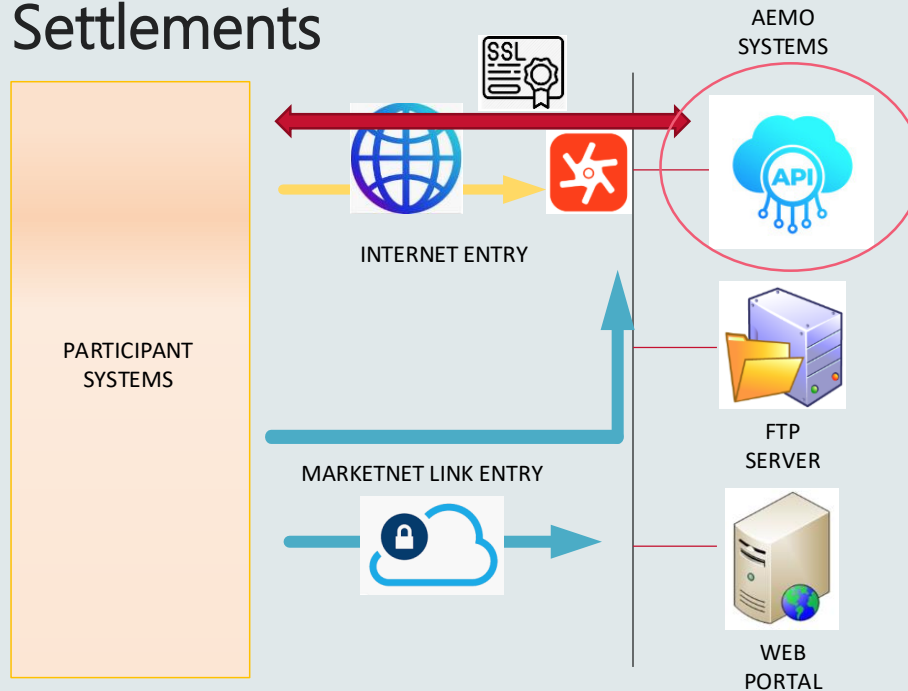 Settlements
AEMO
SYSTEMS
SSL
API
INTERNET ENTRY
PARTICIPANT
SYSTEMS
FTP
SERVER
MARKETNET LINK ENTRY
WEB
PORTAL